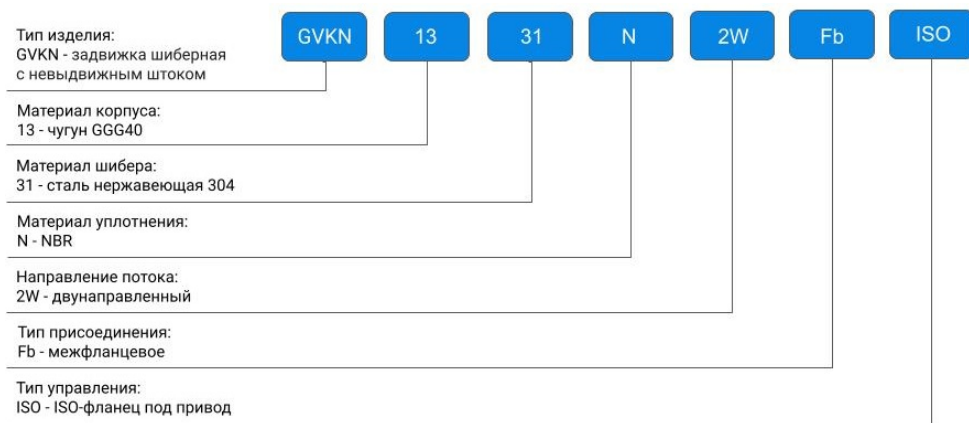 GVKN 13 31 N 2W Fb ISO
Тип изделия:
GVKN - задвижка шиберная
с невыдвижным штоком
Материал корпуса:
13 - чугун GGG40
Материал шибера:
31 - сталь нержавеющая 304
Материал уплотнения:
N - NBR
Направление потока:
2W - двунаправленный
Тип присоединения:
Fb - межфланцевое
Тип управления:
ISO - ISO-фланец под привод